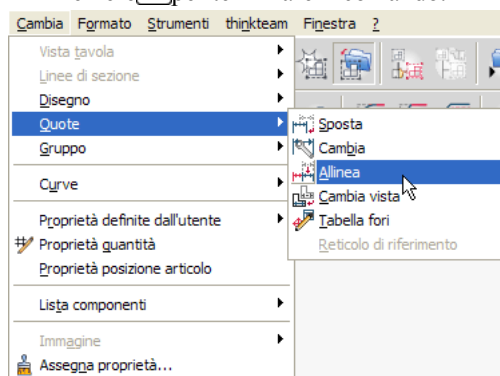 Cambia Formato Strumenti thinkteam Finestra ?
Vista tavola
Linee di sezione
Disegno
Quote
Gruppo
Curve
Proprietà definite dall'utente
Proprietà quantità
Proprietà posizione articolo
Lista componenti
Immagine
Assegna proprietà...
Sposta
Cambia
Allinea
Cambia vista
Tabella fori
Reticolo di riferimento